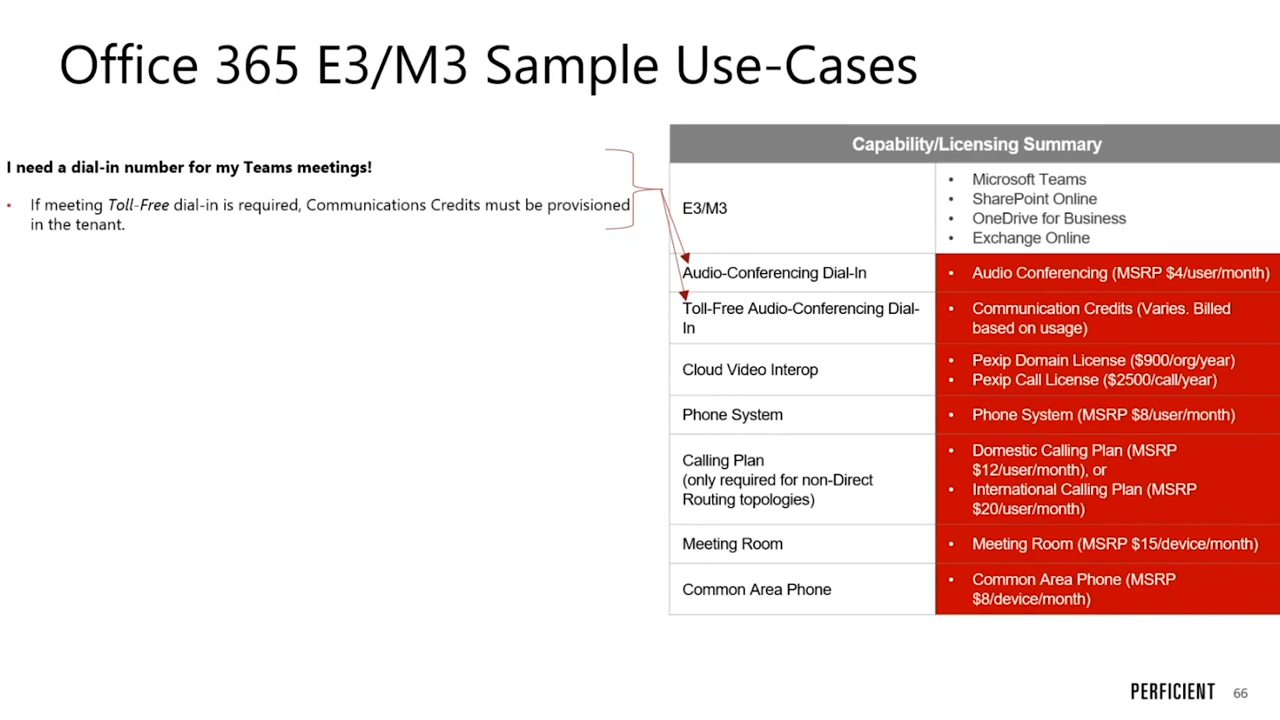 Office 365 E3/M3 Sample Use-Cases
I need a dial-in number for my Teams meetings!
• If meeting Toll-Free dial-in is required, Communications Credits must be provisioned
in the tenant.
Capability/Licensing Summary
E3/M3
• Microsoft Teams
• SharePoint Online
• OneDrive for Business
• Exchange Online
Audio-Conferencing Dial-In
• Audio Conferencing (MSRP $4/user/month)
Toll-Free Audio-Conferencing Dial-
In
• Communication Credits (Varies. Billed
based on usage)
Cloud Video Interop
• Pexip Domain License ($900/org/year)
• Pexip Call License ($2500/call/year)
Phone System
• Phone System (MSRP $8/user/month)
Calling Plan
(only required for non-Direct
Routing topologies)
• Domestic Calling Plan (MSRP
$12/user/month), or
• International Calling Plan (MSRP
$20/user/month)
Meeting Room
• Meeting Room (MSRP $15/device/month)
Common Area Phone
• Common Area Phone (MSRP
$8/device/month)
PERFICIENT 66